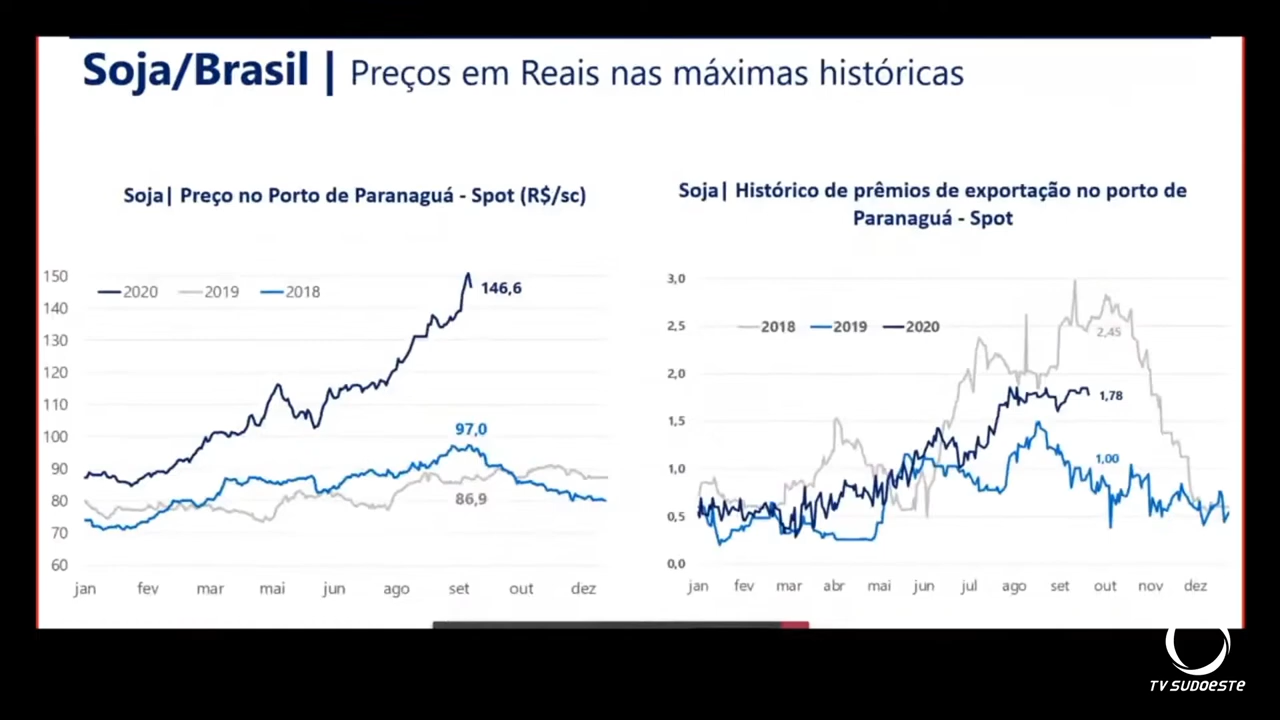 Soja/Brasil | Preços em Reais nas máximas históricas
Soja| Preço no Porto de Paranaguá - Spot (R$/sc)
150
140
130
120
110
100
90
80
70
60
2020 2019 2018
146,6
97,0
86,9
jan fev mar mai jun ago set out dez
Soja| Histórico de prêmios de exportação no porto de
Paranaguá - Spot
3,0
2,5
2,0
1,5
1,0
0,5
0,0
2018 2019 2020
2,45
1,78
1,00
jan fev mar abr mai jun jul ago set out nov dez
TV SUDOESTE